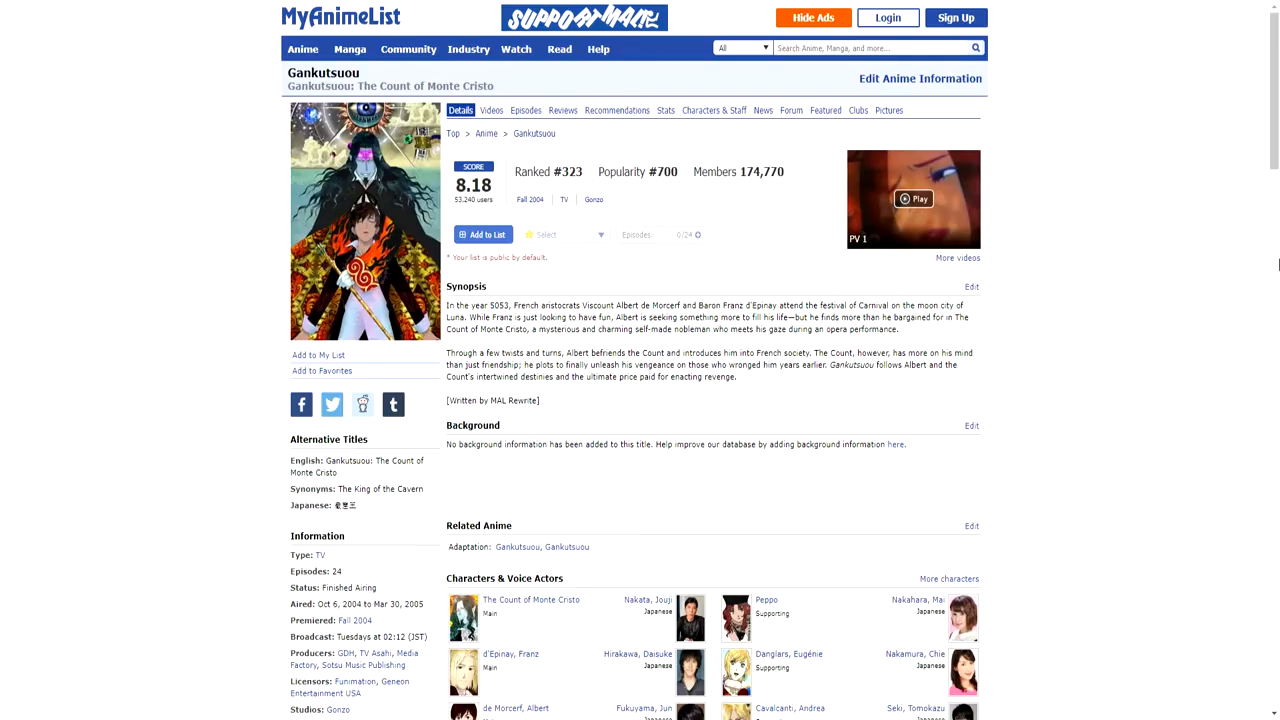 MyAnimeList
SUPPORT MAL
Hide Ads
Login
Sign Up
Anime Manga Community Industry Watch Read Help
All
Search Anime, Manga, and more...
Gankutsuou
Gankutsuou: The Count of Monte Cristo
Edit Anime Information
Details Videos Episodes Reviews Recommendations Stats Characters & Staff News Forum Featured Clubs Pictures
Top > Anime > Gankutsuou
SCORE
8.18
53,240 users
Ranked #323 Popularity #700 Members 174,770
Fall 2004 TV Gonzo
Add to List
Select
Episodes: 0/24
* Your list is public by default.
Play
PV 1
More videos
Synopsis
Edit
In the year 5053, French aristocrats Viscount Albert de Morcerf and Baron Franz d'Epinay attend the festival of Carnival on the moon city of
Luna. While Franz is just looking to have fun, Albert is seeking something more to fill his life—but he finds more than he bargained for in The
Count of Monte Cristo, a mysterious and charming self-made nobleman who meets his gaze during an opera performance.
Through a few twists and turns, Albert befriends the Count and introduces him into French society. The Count, however, has more on his mind
than just friendship; he plots to finally unleash his vengeance on those who wronged him years earlier. Gankutsuou follows Albert and the
Count's intertwined destinies and the ultimate price paid for enacting revenge.
[Written by MAL Rewrite]
Background
Edit
No background information has been added to this title. Help improve our database by adding background information here.
Related Anime
Edit
Adaptation: Gankutsuou, Gankutsuou
Characters & Voice Actors
More characters
The Count of Monte Cristo
Main
Nakata, Jouji
Japanese
Peppo
Supporting
Nakahara, Mai
Japanese
d'Epinay, Franz
Main
Hirakawa, Daisuke
Japanese
Danglars, Eugénie
Supporting
Nakamura, Chie
Japanese
de Morcerf, Albert
Fukuyama, Jun
Cavalcanti, Andrea
Seki, Tomokazu
Add to My List
Add to Favorites
Alternative Titles
English: Gankutsuou: The Count of
Monte Cristo
Synonyms: The King of the Cavern
Japanese: 巌窟王
Information
Type: TV
Episodes: 24
Status: Finished Airing
Aired: Oct 6, 2004 to Mar 30, 2005
Premiered: Fall 2004
Broadcast: Tuesdays at 02:12 (JST)
Producers: GDH, TV Asahi, Media
Factory, Sotsu Music Publishing
Licensors: Funimation, Geneon
Entertainment USA
Studios: Gonzo